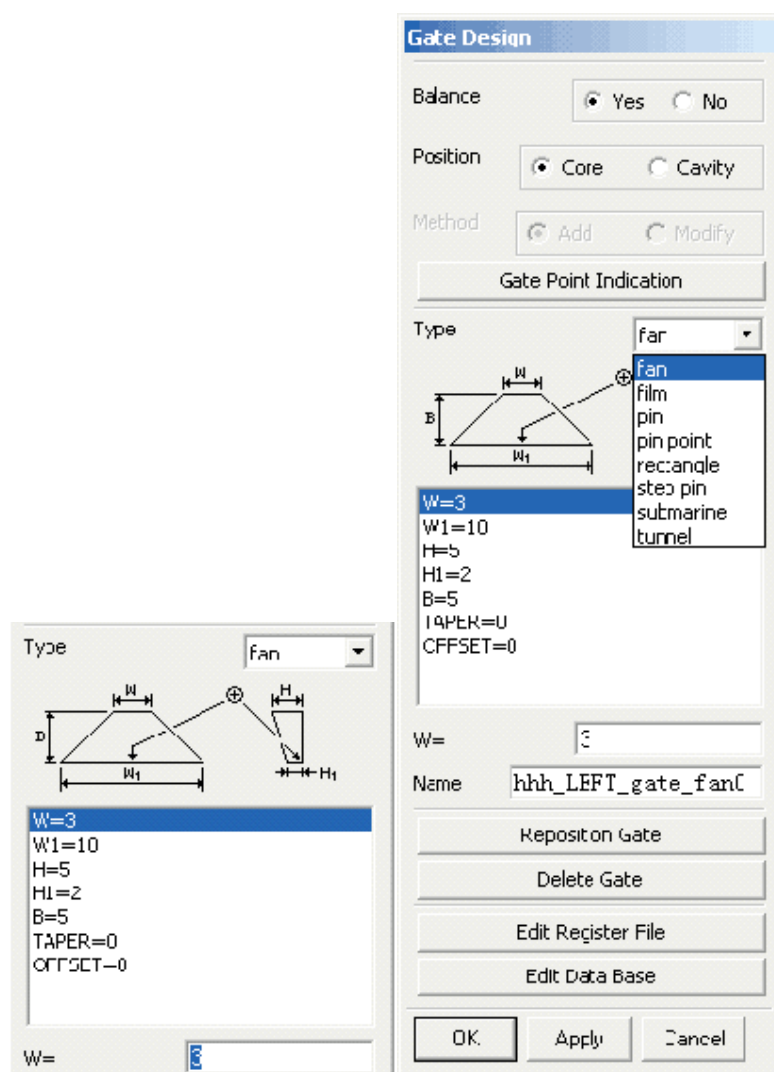 Gate Design
Balance
Yes No
Position
Core Cavity
Method
Add Modify
Gate Point Indication
Type
fan
fan
film
pin
pin point
rectangle
step pin
submarine
tunnel
W
B
W1
W=3
W1=10
H=5
H1=2
B=5
TAPER=0
OFFSET=0
W= 3
Name hhh_LEFT_gate_fan
Reposition Gate
Delete Gate
Edit Register File
Edit Data Base
OK Apply Cancel
Type fan
W H
B
W1 H1
W=3
W1=10
H=5
H1=2
B=5
TAPER=0
OFFSET=0
W= 3